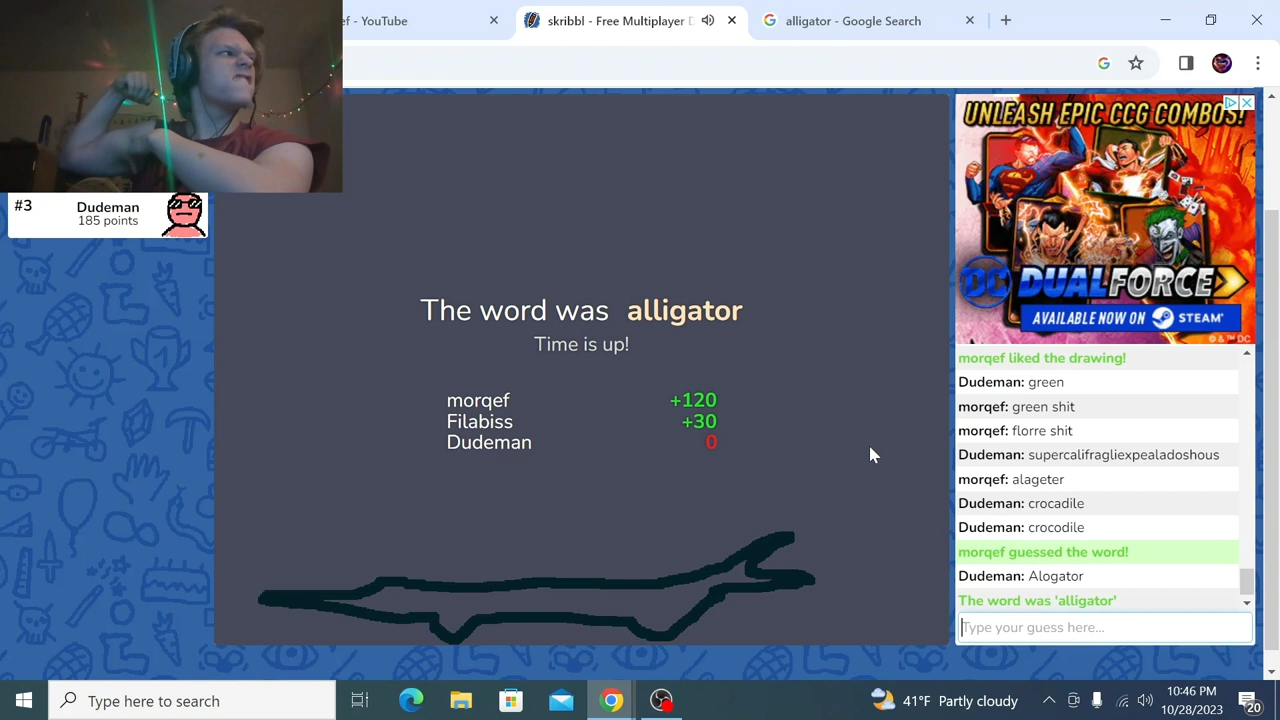 ef - YouTube
skribbl - Free Multiplayer D
alligator - Google Search
#3
Dudeman
185 points
The word was alligator
Time is up!
morqef +120
Filabiss +30
Dudeman 0
UNLEASH EPIC CCG COMBOS!
DC DUAL FORCE
AVAILABLE NOW ON STEAM
© & ™ DC
morqef liked the drawing!
Dudeman: green
morqef: green shit
morqef: florre shit
Dudeman: supercalifragliexpealadoshous
morqef: alageter
Dudeman: crocadile
Dudeman: crocodile
morqef guessed the word!
Dudeman: Alogator
The word was 'alligator'
Type your guess here...
Type here to search
41°F Partly cloudy
10:46 PM
10/28/2023
20